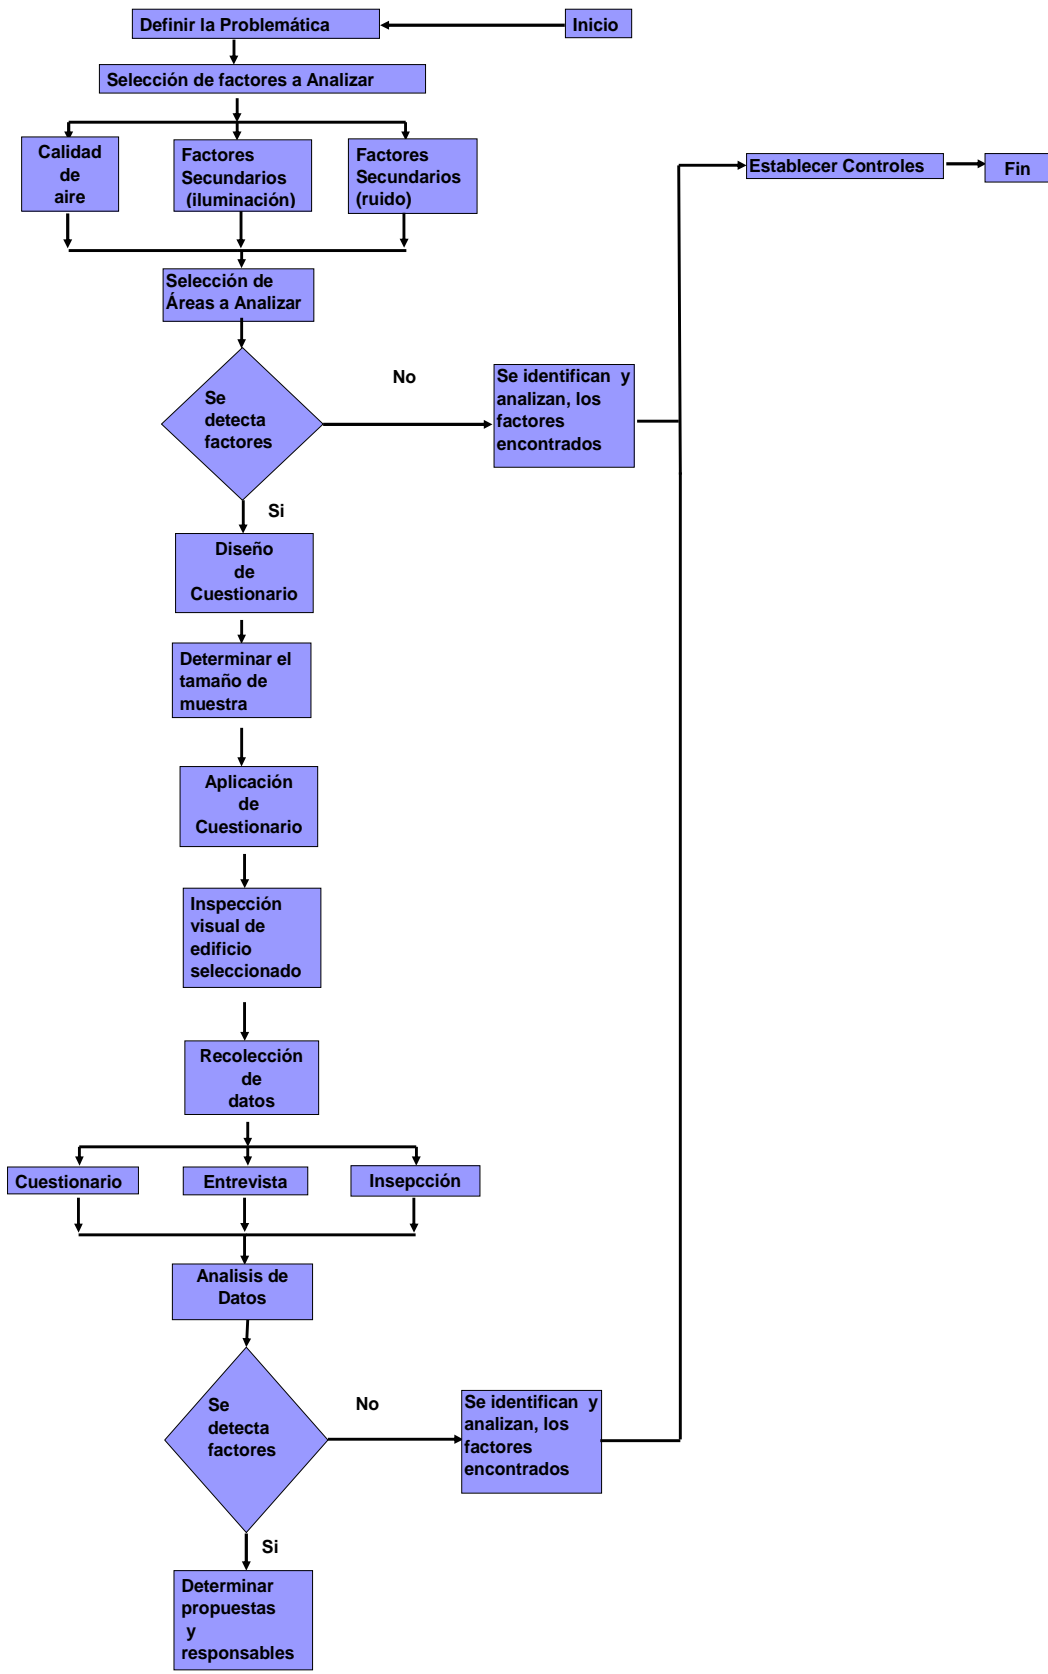 Definir la Problemática
Inicio
Selección de factores a Analizar
Calidad
de
aire
Factores
Secundarios
(iluminación)
Factores
Secundarios
(ruido)
Establecer Controles
Fin
Selección de
Áreas a Analizar
Se
detecta
factores
No
Se identifican y
analizan, los
factores
encontrados
Si
Diseño
de
Cuestionario
Determinar el
tamaño de
muestra
Aplicación
de
Cuestionario
Inspección
visual de
edificio
seleccionado
Recolección
de
datos
Cuestionario
Entrevista
Insepcción
Analisis de
Datos
Se
detecta
factores
No
Se identifican y
analizan, los
factores
encontrados
Si
Determinar
propuestas
y
responsables